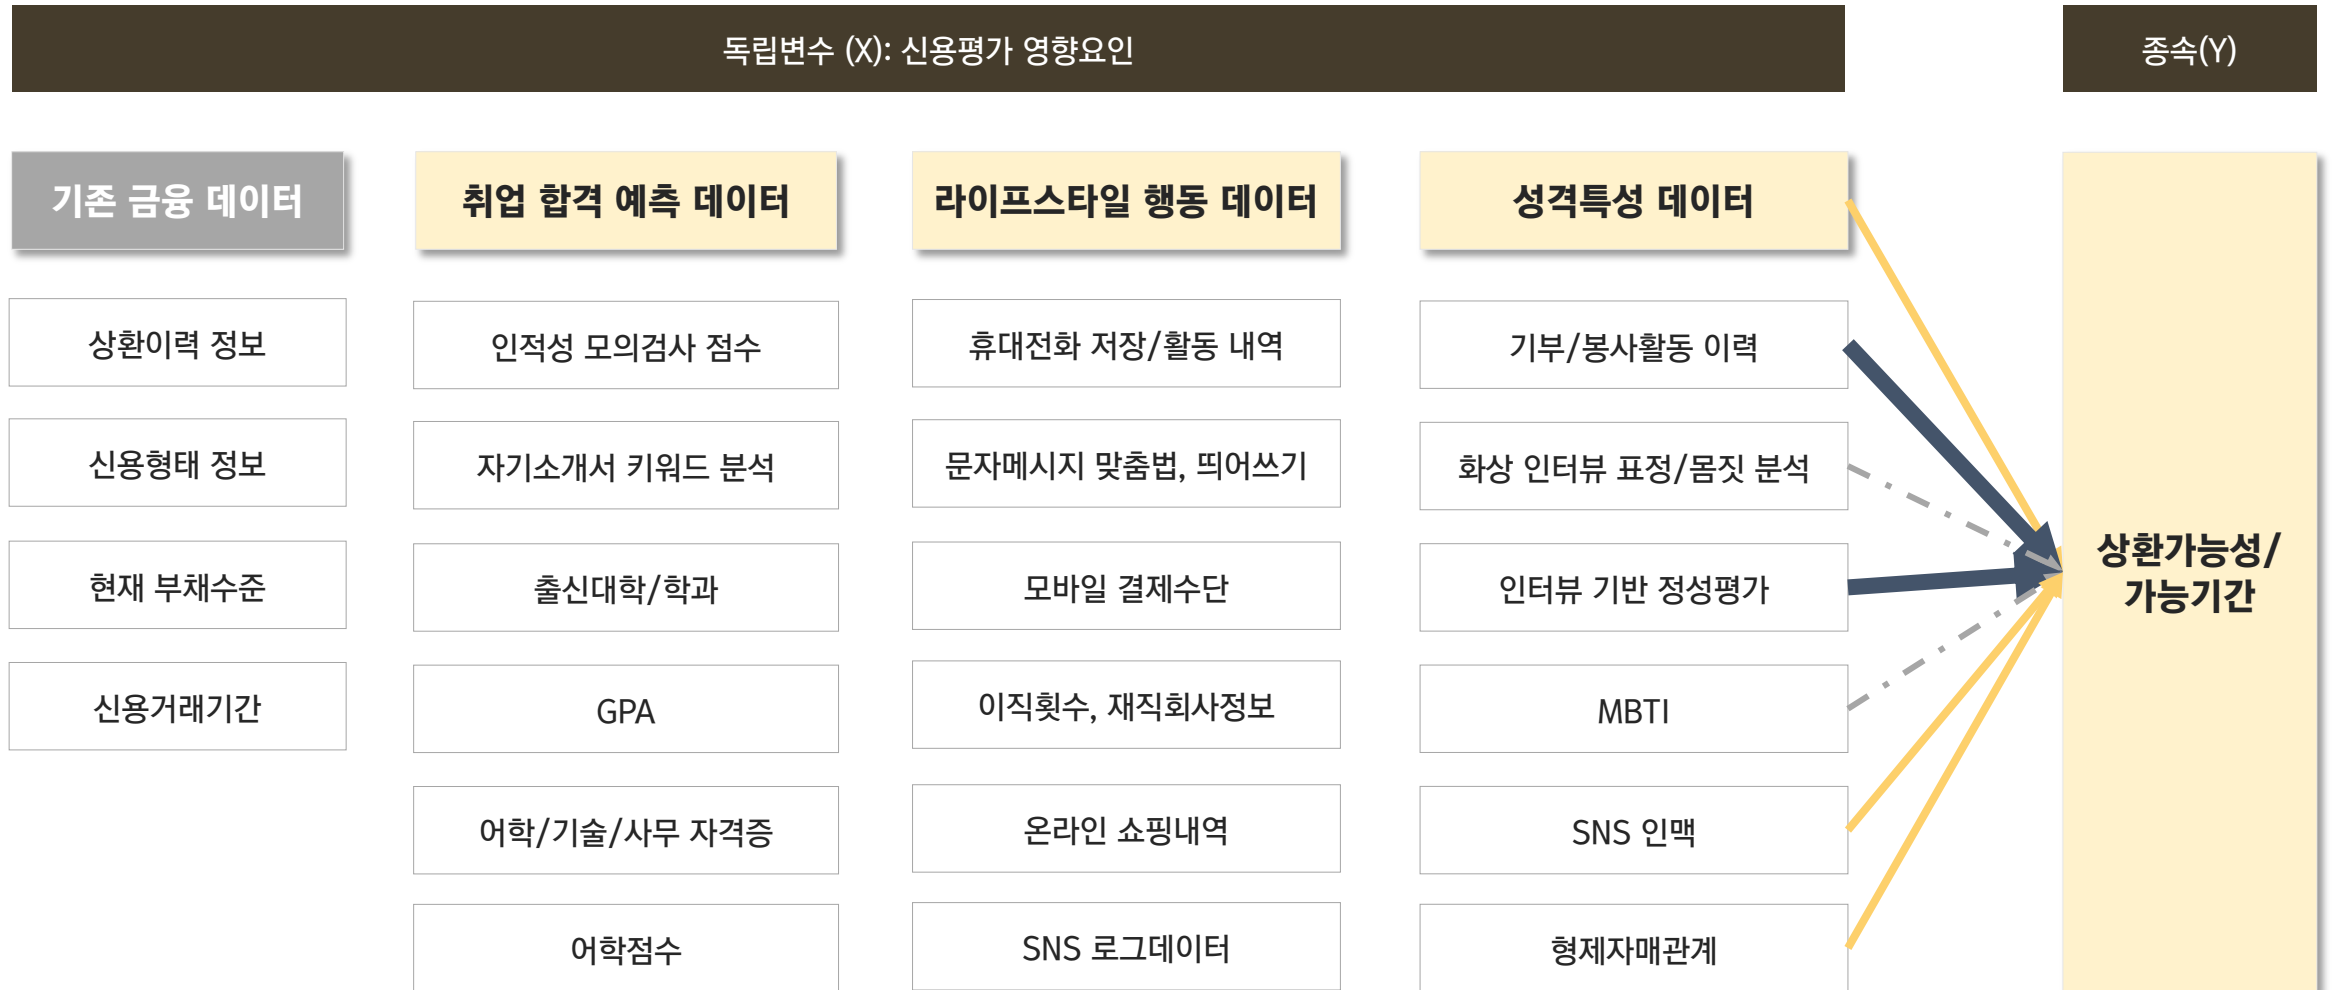 독립변수 (X): 신용평가 영향요인
종속(Y)
기존 금융 데이터
취업 합격 예측 데이터
라이프스타일 행동 데이터
성격특성 데이터
상환이력 정보
인적성 모의검사 점수
휴대전화 저장/활동 내역
기부/봉사활동 이력
신용형태 정보
자기소개서 키워드 분석
문자메시지 맞춤법, 띄어쓰기
화상 인터뷰 표정/몸짓 분석
현재 부채수준
출신대학/학과
모바일 결제수단
인터뷰 기반 정성평가
상환가능성/
가능기간
신용거래기간
GPA
이직횟수, 재직회사정보
MBTI
어학/기술/사무 자격증
온라인 쇼핑내역
SNS 인맥
어학점수
SNS 로그데이터
형제자매관계